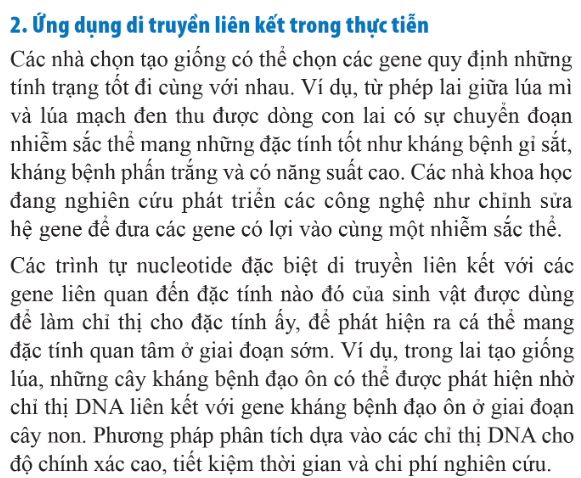 2. Ứng dụng di truyền liên kết trong thực tiễn
Các nhà chọn tạo giống có thể chọn các gene quy định những
tính trạng tốt đi cùng với nhau. Ví dụ, từ phép lai giữa lúa mì
và lúa mạch đen thu được dòng con lai có sự chuyển đoạn
nhiễm sắc thể mang những đặc tính tốt như kháng bệnh gỉ sắt,
kháng bệnh phấn trắng và có năng suất cao. Các nhà khoa học
đang nghiên cứu phát triển các công nghệ như chỉnh sửa
hệ gene để đưa các gene có lợi vào cùng một nhiễm sắc thể.
Các trình tự nucleotide đặc biệt di truyền liên kết với các
gene liên quan đến đặc tính nào đó của sinh vật được dùng
để làm chỉ thị cho đặc tính ấy, để phát hiện ra cá thể mang
đặc tính quan tâm ở giai đoạn sớm. Ví dụ, trong lai tạo giống
lúa, những cây kháng bệnh đạo ôn có thể được phát hiện nhờ
chỉ thị DNA liên kết với gene kháng bệnh đạo ôn ở giai đoạn
cây non. Phương pháp phân tích dựa vào các chỉ thị DNA cho
độ chính xác cao, tiết kiệm thời gian và chi phí nghiên cứu.